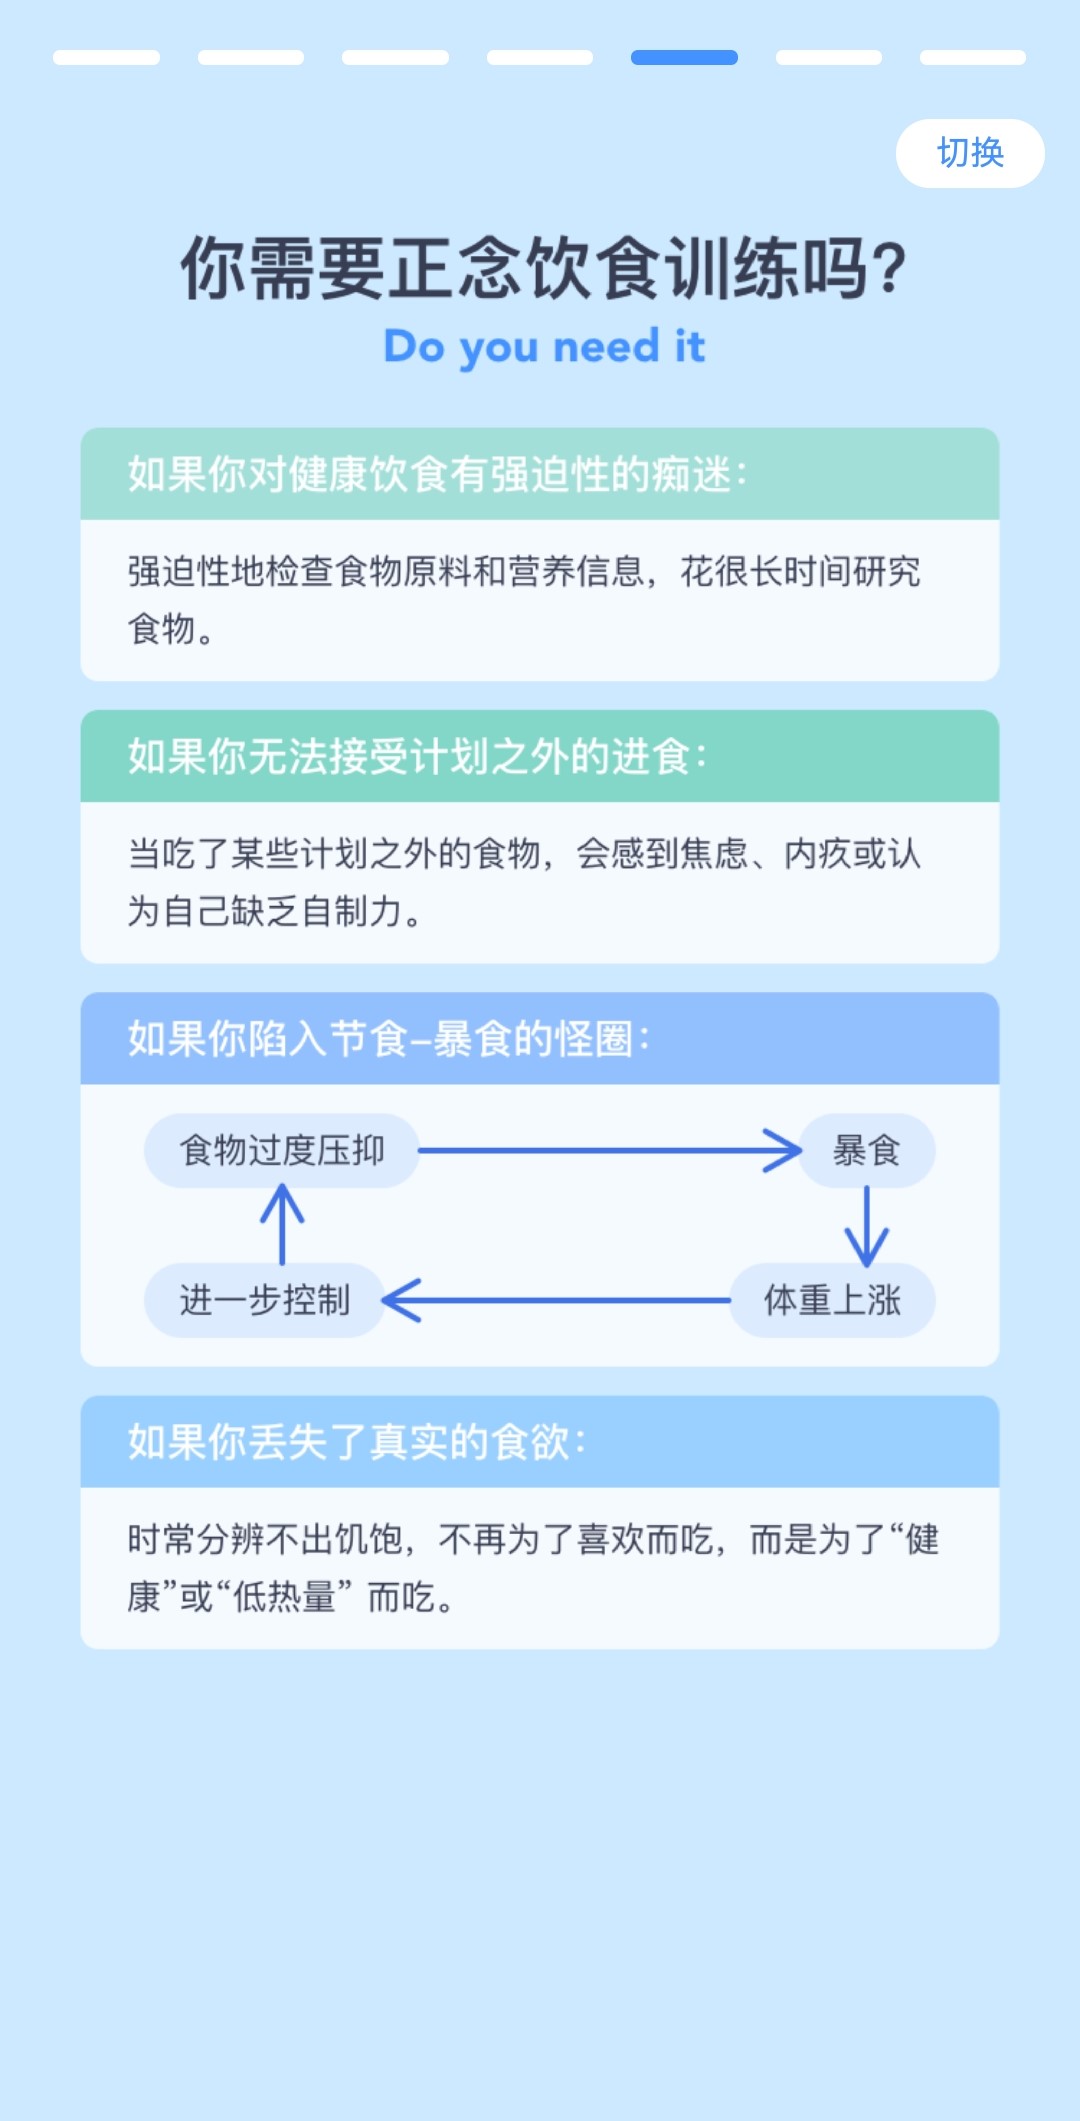 切换
你需要正念饮食训练吗？
Do you need it
如果你对健康饮食有强迫性的痴迷：
强迫性地检查食物原料和营养信息，花很长时间研究
食物。
如果你无法接受计划之外的进食：
当吃了某些计划之外的食物，会感到焦虑、内疚或认
为自己缺乏自制力。
如果你陷入节食–暴食的怪圈：
食物过度压抑
暴食
进一步控制
体重上涨
如果你丢失了真实的食欲：
时常分辨不出饥饱，不再为了喜欢而吃，而是为了“健
康”或“低热量” 而吃。